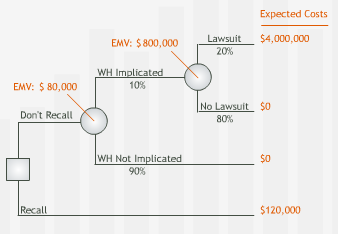 Expected Costs
Lawsuit
$4,000,000
20%
EMV: $800,000
WH Implicated
10%
EMV: $80,000
No Lawsuit
$0
80%
Don't Recall
WH Not Implicated
$0
90%
Recall
$120,000